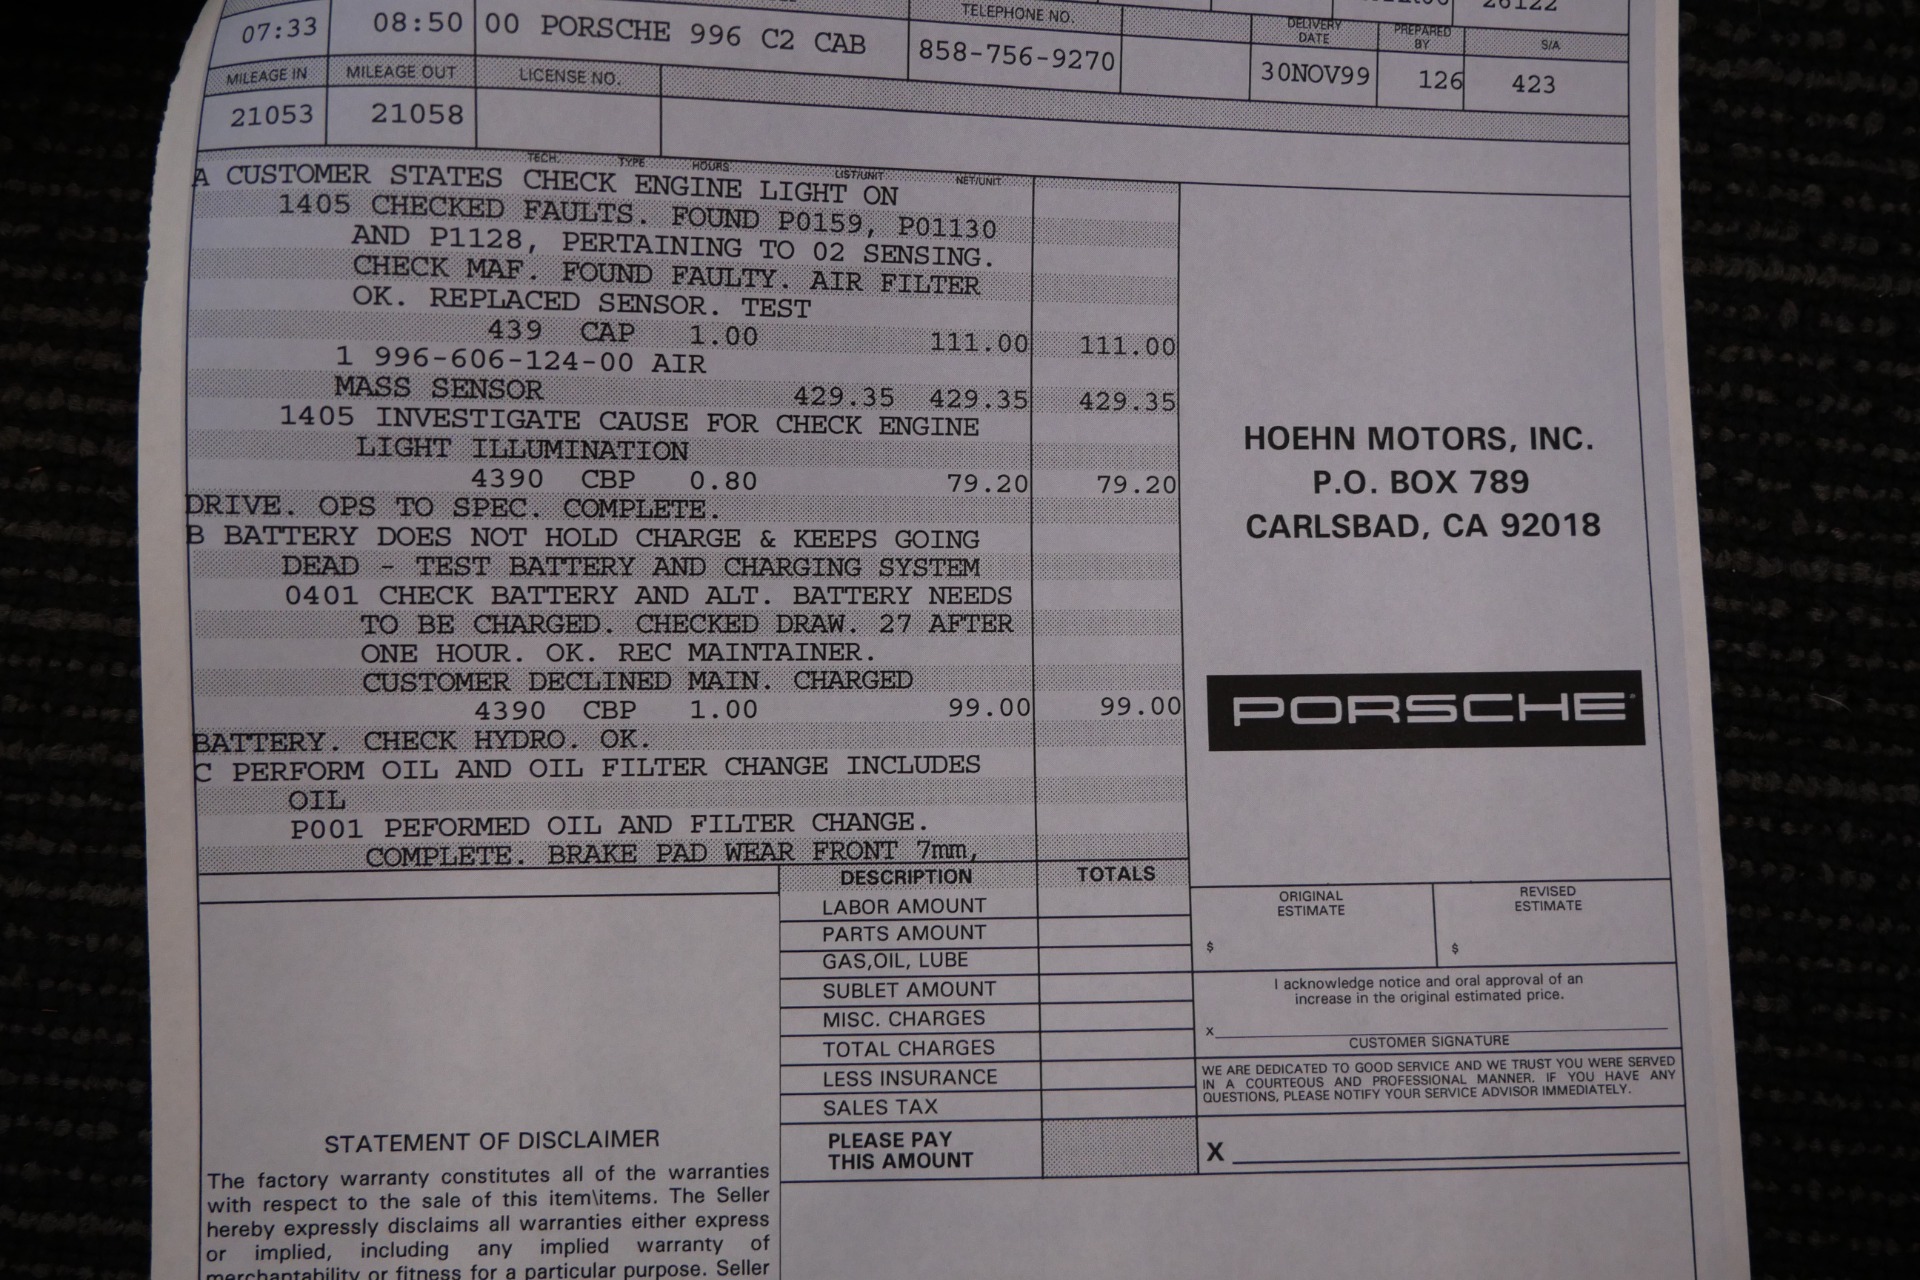 26122
07:33 08:50 00 PORSCHE 996 C2 CAB
TELEPHONE NO.
858-756-9270
DELIVERY DATE
30NOV99
PREPARED BY
126
S/A
423
MILEAGE IN MILEAGE OUT LICENSE NO.
21053 21058
TECH. TYPE HOURS LIST/UNIT NET/UNIT
A CUSTOMER STATES CHECK ENGINE LIGHT ON
1405 CHECKED FAULTS. FOUND P0159, P01130
AND P1128, PERTAINING TO 02 SENSING.
CHECK MAF. FOUND FAULTY. AIR FILTER
OK. REPLACED SENSOR. TEST
439 CAP 1.00 111.00 111.00
1 996-606-124-00 AIR
MASS SENSOR 429.35 429.35 429.35
1405 INVESTIGATE CAUSE FOR CHECK ENGINE
LIGHT ILLUMINATION
4390 CBP 0.80 79.20 79.20
DRIVE. OPS TO SPEC. COMPLETE.
B BATTERY DOES NOT HOLD CHARGE & KEEPS GOING
DEAD - TEST BATTERY AND CHARGING SYSTEM
0401 CHECK BATTERY AND ALT. BATTERY NEEDS
TO BE CHARGED. CHECKED DRAW. 27 AFTER
ONE HOUR. OK. REC MAINTAINER.
CUSTOMER DECLINED MAIN. CHARGED
4390 CBP 1.00 99.00 99.00
BATTERY. CHECK HYDRO. OK.
C PERFORM OIL AND OIL FILTER CHANGE INCLUDES
OIL
P001 PEFORMED OIL AND FILTER CHANGE.
COMPLETE. BRAKE PAD WEAR FRONT 7mm,
HOEHN MOTORS, INC.
P.O. BOX 789
CARLSBAD, CA 92018
PORSCHE
DESCRIPTION TOTALS
LABOR AMOUNT
PARTS AMOUNT
GAS,OIL, LUBE
SUBLET AMOUNT
MISC. CHARGES
TOTAL CHARGES
LESS INSURANCE
SALES TAX
PLEASE PAY
THIS AMOUNT
ORIGINAL
ESTIMATE
$
REVISED
ESTIMATE
$
I acknowledge notice and oral approval of an
increase in the original estimated price.
x
CUSTOMER SIGNATURE
WE ARE DEDICATED TO GOOD SERVICE AND WE TRUST YOU WERE SERVED
IN A COURTEOUS AND PROFESSIONAL MANNER. IF YOU HAVE ANY
QUESTIONS, PLEASE NOTIFY YOUR SERVICE ADVISOR IMMEDIATELY.
X
STATEMENT OF DISCLAIMER
The factory warranty constitutes all of the warranties
with respect to the sale of this item\items. The Seller
hereby expressly disclaims all warranties either express
or implied, including any implied warranty of
merchantability or fitness for a particular purpose. Seller